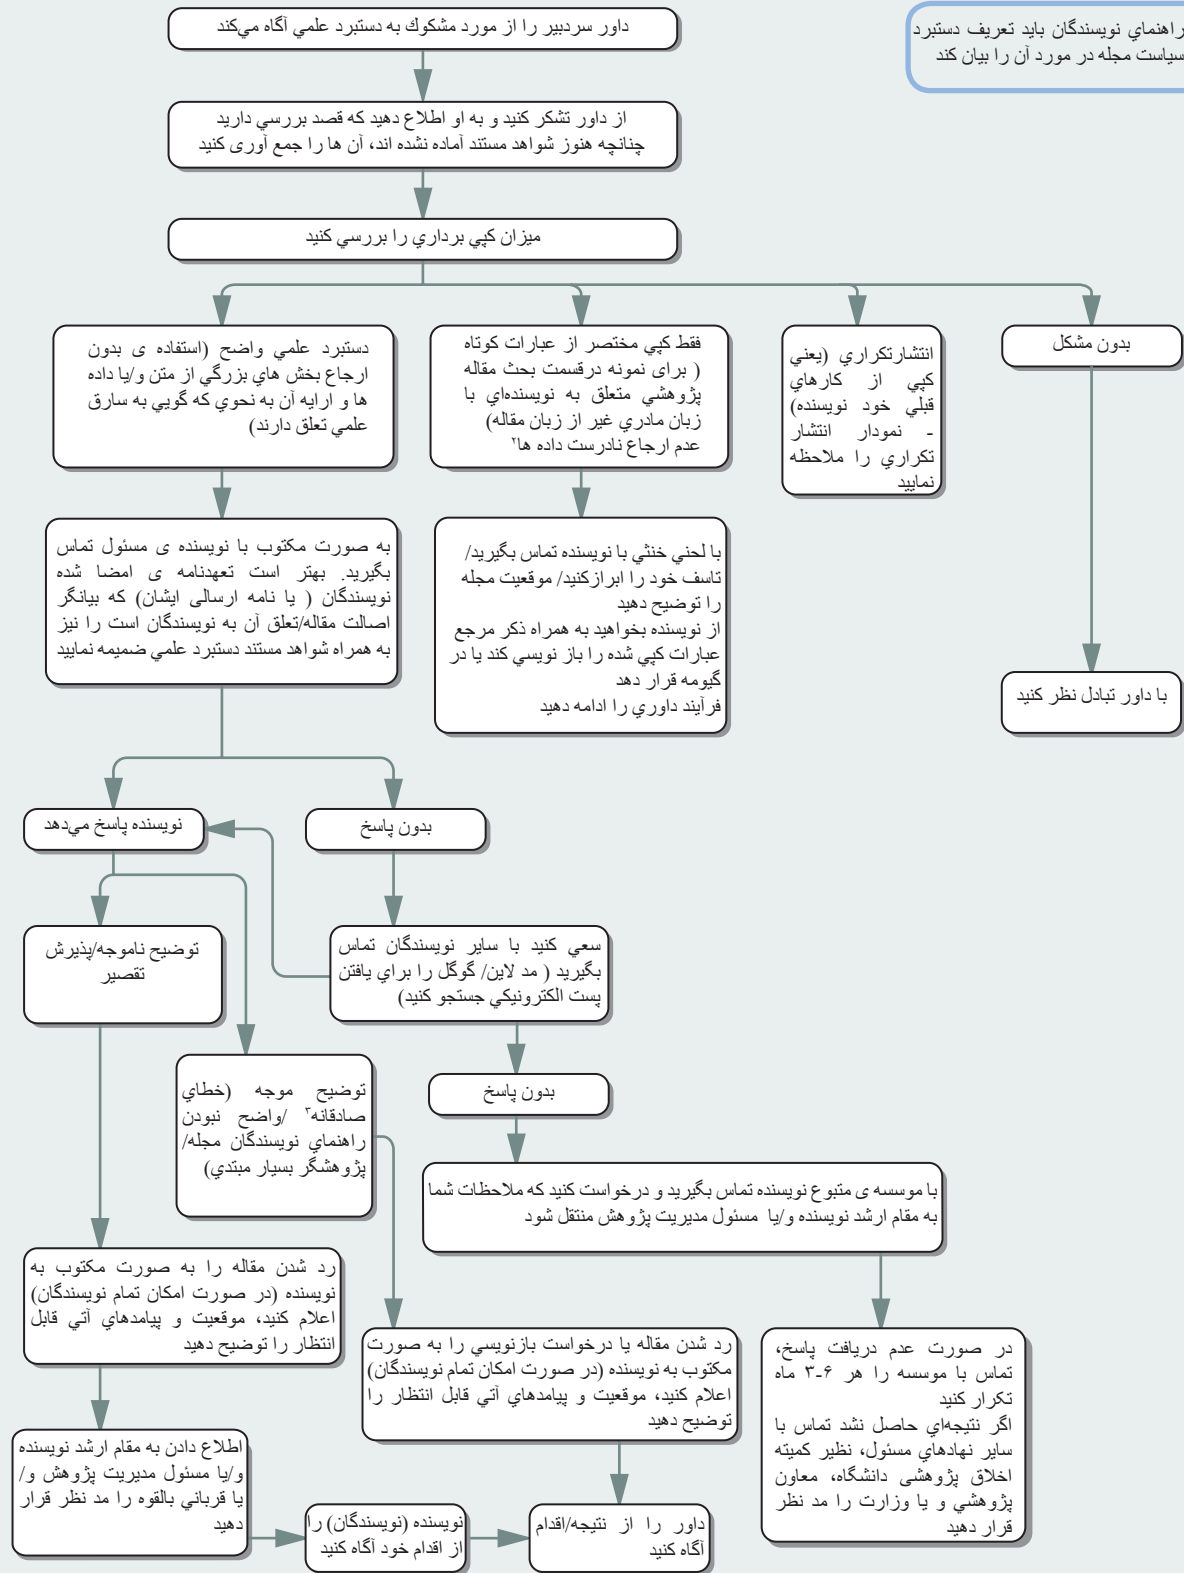 داور سردبير را از مورد مشكوك به دستبرد علمي آگاه مي‌كند
راهنماي نويسندگان بايد تعريف دستبرد
سياست مجله در مورد آن را بيان كند
از داور تشكر كنيد و به او اطلاع دهيد كه قصد بررسي داريد
چنانچه هنوز شواهد مستند آماده نشده اند، آن ها را جمع آوری كنيد
ميزان كپي برداري را بررسي كنيد
بدون مشكل
انتشارتكراري (يعني
كپي از كارهاي
قبلي خود نويسنده)
- نمودار انتشار
تكراري را ملاحظه
نماييد
فقط كپي مختصر از عبارات كوتاه
( برای نمونه درقسمت بحث مقاله
پژوهشي متعلق به نويسنده‌اي با
زبان مادري غير از زبان مقاله)
عدم ارجاع نادرست داده ها۲
دستبرد علمي واضح (استفاده ی بدون
ارجاع بخش هاي بزرگي از متن و/يا داده
ها و ارايه آن به نحوي كه گويي به سارق
علمي تعلق دارند)
با داور تبادل نظر كنيد
با لحني خنثي با نويسنده تماس بگيريد/
تاسف خود را ابرازكنيد/ موقعيت مجله
را توضيح دهيد
از نويسنده بخواهيد به همراه ذكر مرجع
عبارات كپي شده را باز نويسي كند يا در
گيومه قرار دهد
فرآيند داوري را ادامه دهيد
به صورت مكتوب با نويسنده ی مسئول تماس
بگيريد. بهتر است تعهدنامه ی امضا شده
نويسندگان ( يا نامه ارسالی ايشان) كه بيانگر
اصالت مقاله/تعلق آن به نويسندگان است را نيز
به همراه شواهد مستند دستبرد علمي ضميمه نماييد
بدون پاسخ
نويسنده پاسخ مي‌دهد
سعي كنيد با ساير نويسندگان تماس
بگيريد ( مد لاين/ گوگل را براي يافتن
پست الكترونيكي جستجو كنيد)
توضيح ناموجه/پذيرش
تقصير
بدون پاسخ
توضيح موجه (خطاي
صادقانه۳ /واضح نبودن
راهنماي نويسندگان مجله/
پژوهشگر بسيار مبتدي)
با موسسه ی متبوع نويسنده تماس بگيريد و درخواست كنيد كه ملاحظات شما
به مقام ارشد نويسنده و/يا مسئول مديريت پژوهش منتقل شود
رد شدن مقاله را به صورت مكتوب به
نويسنده (در صورت امكان تمام نويسندگان)
اعلام كنيد، موقعيت و پيامدهاي آتي قابل
انتظار را توضيح دهيد
رد شدن مقاله يا درخواست بازنويسي را به صورت
مكتوب به نويسنده (در صورت امكان تمام نويسندگان)
اعلام كنيد، موقعيت و پيامدهاي آتي قابل انتظار را
توضيح دهيد
در صورت عدم دريافت پاسخ،
تماس با موسسه را هر ۶-۳ ماه
تكرار كنيد
اگر نتيجه‌اي حاصل نشد تماس با
ساير نهادهاي مسئول، نظير كميته
اخلاق پژوهشی دانشگاه، معاون
پژوهشي و يا وزارت را مد نظر
قرار دهيد
اطلاع دادن به مقام ارشد نويسنده
و/يا مسئول مديريت پژوهش و/
يا قرباني بالقوه را مد نظر قرار
دهيد
نويسنده (نويسندگان) را
از اقدام خود آگاه كنيد
داور را از نتيجه/اقدام
آگاه كنيد